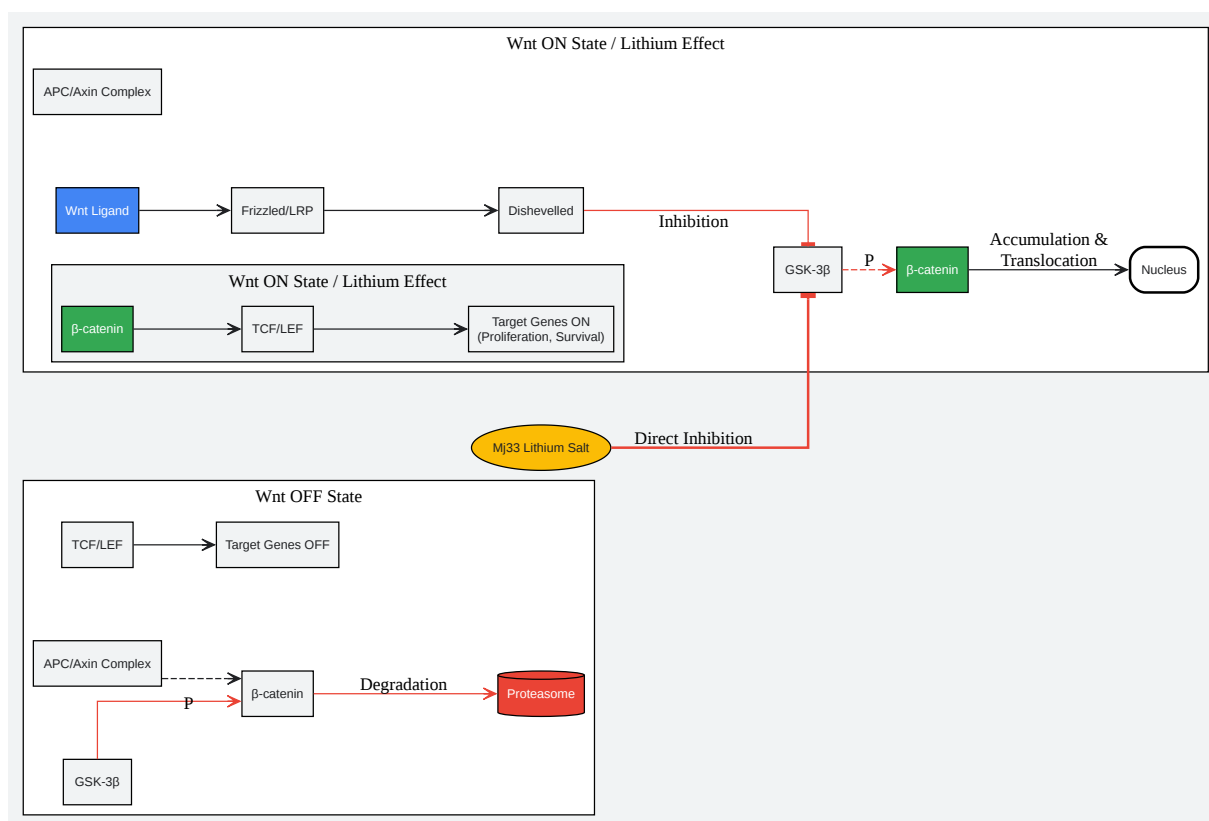 Wnt ON State / Lithium Effect
APC/Axin Complex
Wnt Ligand
Frizzled/LRP
Dishevelled
Inhibition
GSK-3β
P
β-catenin
Accumulation &
Translocation
Nucleus
Wnt ON State / Lithium Effect
β-catenin
TCF/LEF
Target Genes ON
(Proliferation, Survival)
Mj33 Lithium Salt
Direct Inhibition
Wnt OFF State
TCF/LEF
Target Genes OFF
APC/Axin Complex
P
β-catenin
Degradation
Proteasome
GSK-3β